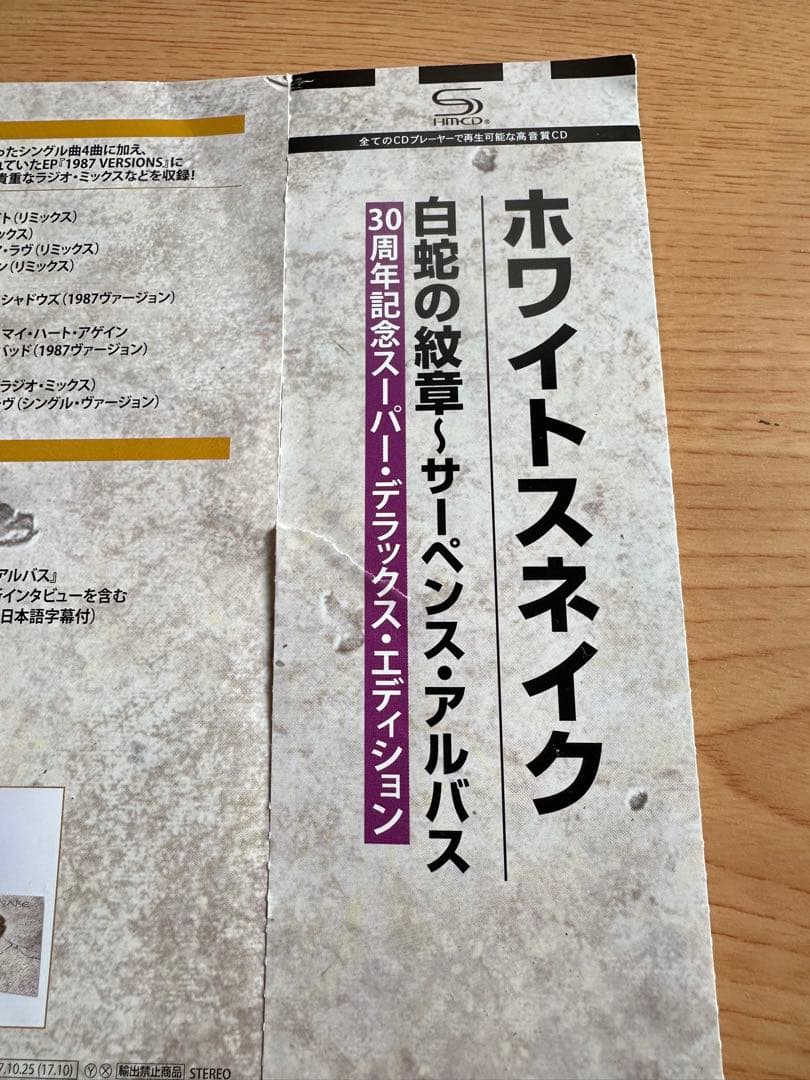 SHM-CD®
全てのCDプレーヤーで再生可能な高音質CD
ホワイトスネイク
白蛇の紋章～サーペンス・アルバス
30周年記念スーパー・デラックス・エディション
ったシングル曲4曲に加え、
れていたEP『1987 VERSIONS』に
貴重なラジオ・ミックスなどを収録!
ト(リミックス)
ックス)
・ラヴ(リミックス)
ン(リミックス)
シャドウズ(1987ヴァージョン)
マイ・ハート・アゲイン
バッド(1987ヴァージョン)
ラジオ・ミックス)
ヴ(シングル・ヴァージョン)
アルバス』
インタビューを含む
日本語字幕付)
7.10.25 (17.10) Ⓨ Ⓧ 輸出禁止商品 STEREO